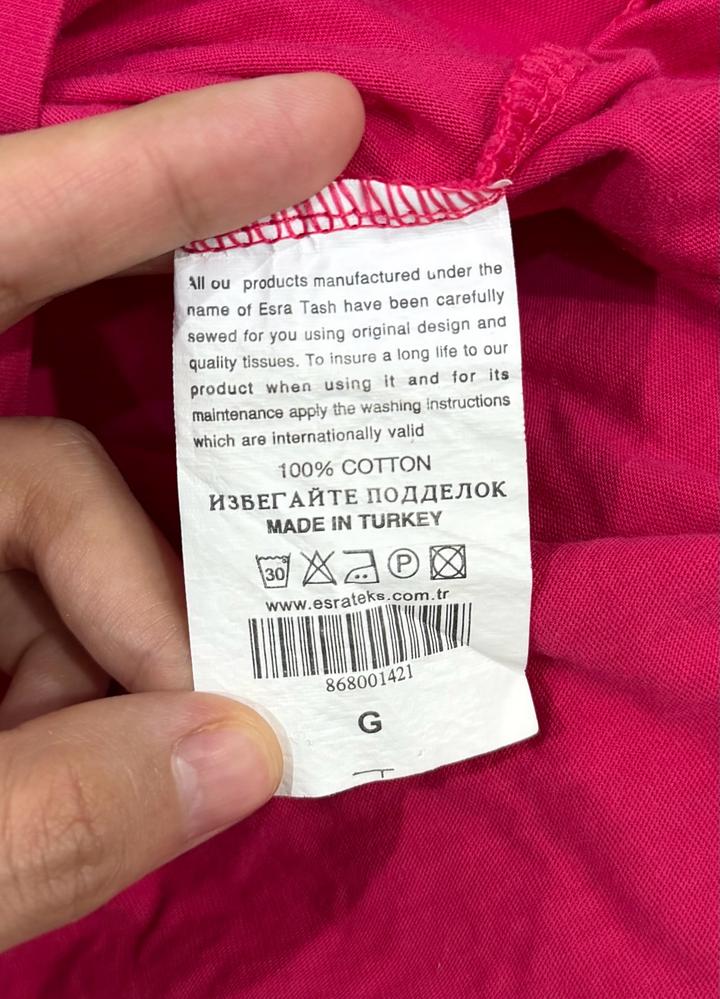 All ou products manufactured under the
name of Esra Tash have been carefully
sewed for you using original design and
quality tissues. To insure a long life to our
product when using it and for its
maintenance apply the washing instructions
which are internationally valid
100% COTTON
ИЗБЕГАЙТЕ ПОДДЕЛОК
MADE IN TURKEY
30 P
www.esrateks.com.tr
868001421
G